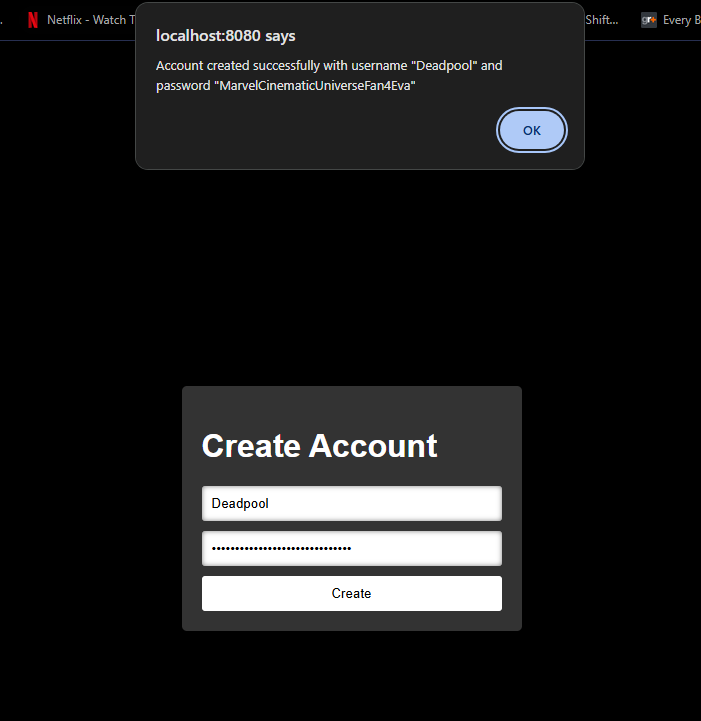 Netflix - Watch T
Shift...
gr+
Every B
localhost:8080 says
Account created successfully with username "Deadpool" and
password "MarvelCinematicUniverseFan4Eva"
OK
Create Account
Deadpool
••••••••••••••••••••••••••••••
Create